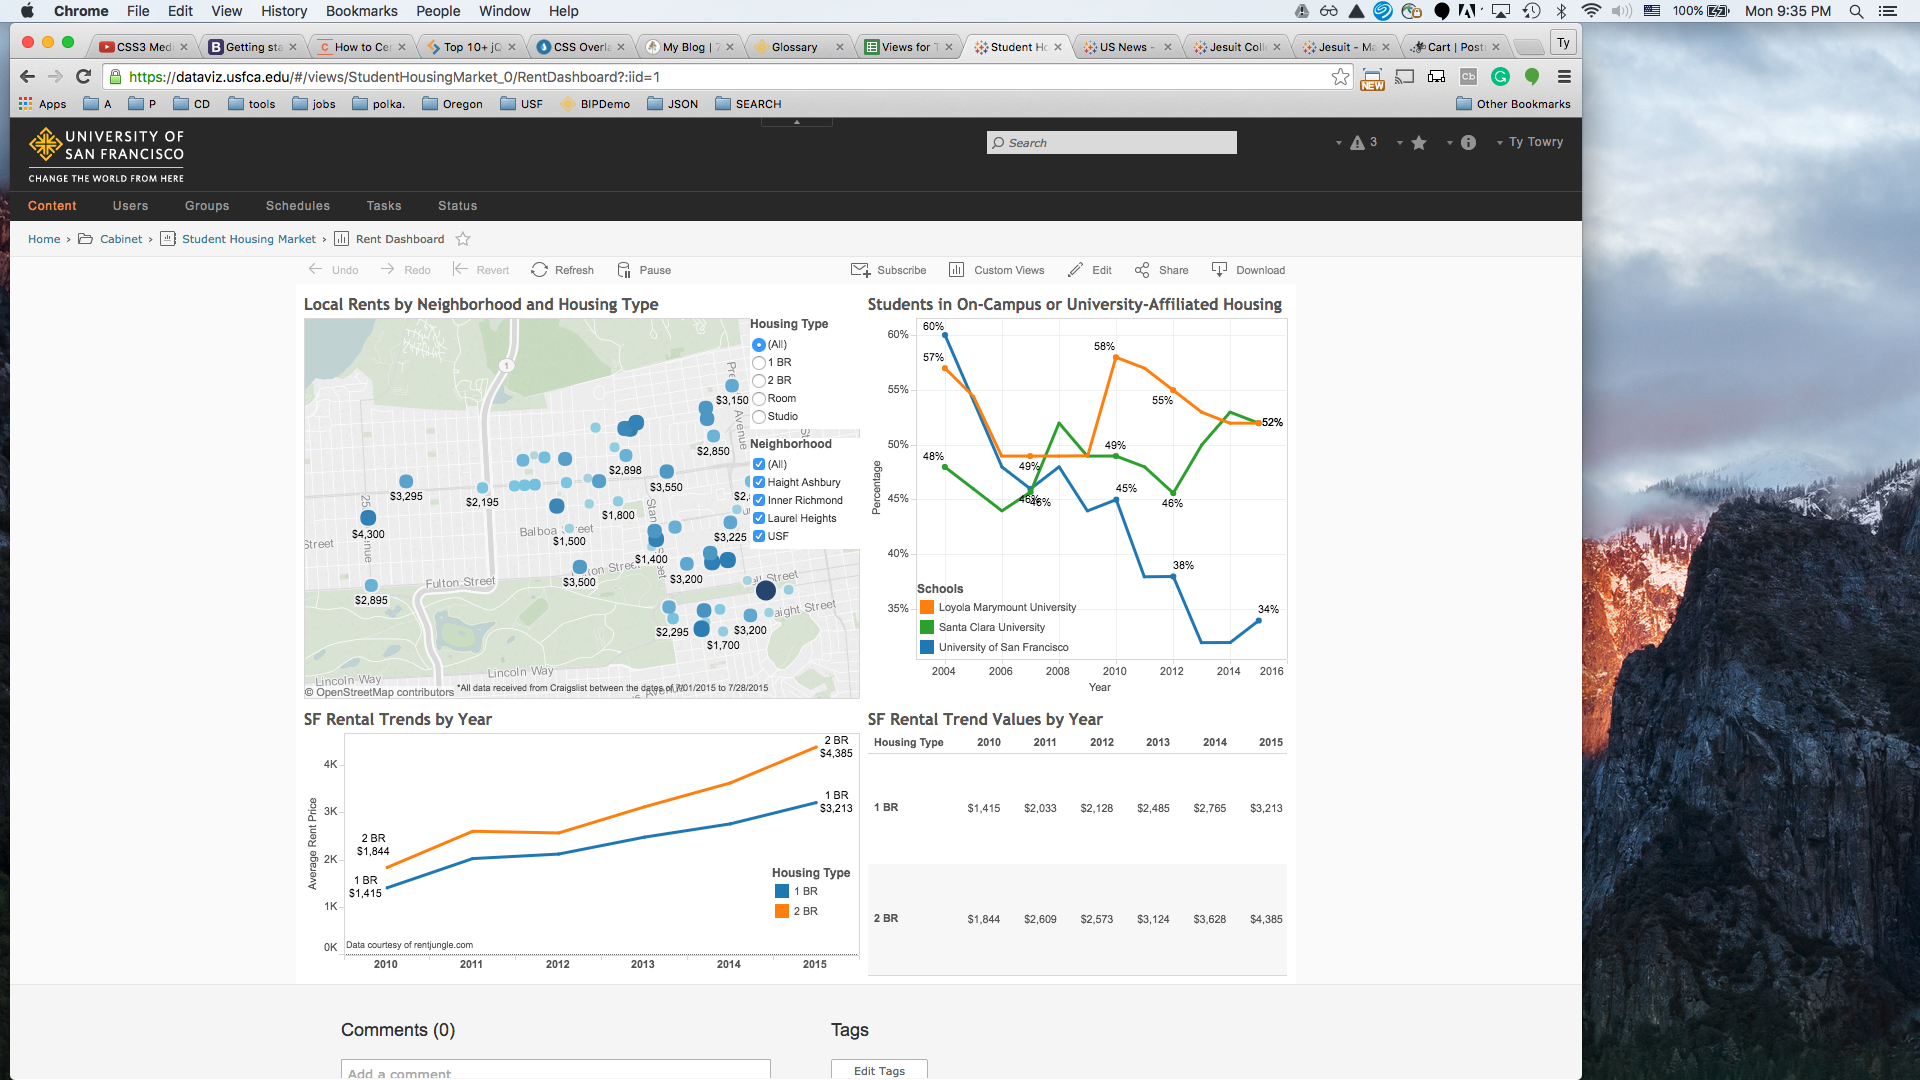 Chrome File Edit View History Bookmarks People Window Help 100% Mon 9:35 PM
CSS3 Medi Getting sta How to Ce Top 10+ jQ CSS Overla My Blog | 7 Glossary Views for T Student Ho US News - Jesuit Coll Jesuit - Ma Cart | Post Ty
https://dataviz.usfca.edu/#/views/StudentHousingMarket_0/RentDashboard?:iid=1 NEW Cb
Apps A P CD tools jobs polka. Oregon USF BIPDemo JSON SEARCH Other Bookmarks
UNIVERSITY OF
SAN FRANCISCO
CHANGE THE WORLD FROM HERE
Search
3
Ty Towry
Content Users Groups Schedules Tasks Status
Home › Cabinet › Student Housing Market › Rent Dashboard
Undo Redo Revert Refresh Pause Subscribe Custom Views Edit Share Download
Local Rents by Neighborhood and Housing Type
1
$3,150
$2,850
$2,898
$3,550
$3,295
$2,195
$1,800
$4,300
Balboa
$1,500
$3,225
$1,400
$3,500
$3,200
Fulton Street
$2,895
$2,295
$3,200
$1,700
Lincoln Way
Lincoln Way
© OpenStreetMap contributors
*All data received from Craigslist between the dates of 7/01/2015 to 7/28/2015
Housing Type
(All)
1 BR
2 BR
Room
Studio
Neighborhood
(All)
Haight Ashbury
Inner Richmond
Laurel Heights
USF
Students in On-Campus or University-Affiliated Housing
60%
55%
50%
45%
40%
35%
Percentage
60%
57%
48%
49%
46%
46%
58%
49%
45%
55%
46%
38%
52%
34%
Schools
Loyola Marymount University
Santa Clara University
University of San Francisco
2004 2006 2008 2010 2012 2014 2016
Year
SF Rental Trends by Year
4K
3K
2K
1K
0K
Average Rent Price
2 BR
$4,385
1 BR
$3,213
2 BR
$1,844
1 BR
$1,415
Housing Type
1 BR
2 BR
Data courtesy of rentjungle.com
2010 2011 2012 2013 2014 2015
SF Rental Trend Values by Year
Housing Type 2010 2011 2012 2013 2014 2015
1 BR $1,415 $2,033 $2,128 $2,485 $2,765 $3,213
2 BR $1,844 $2,609 $2,573 $3,124 $3,628 $4,385
Comments (0)
Add a comment
Tags
Edit Tags